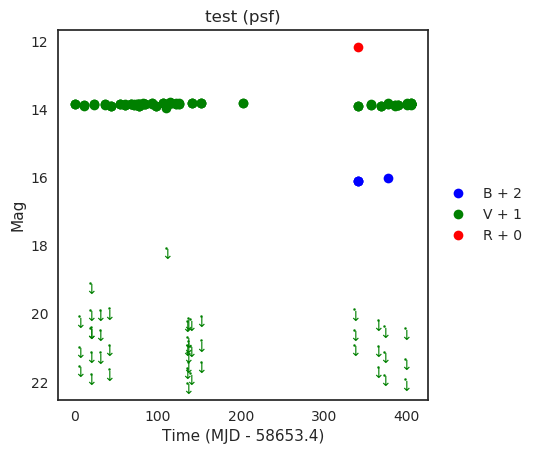 test (psf)
12
14
16
18
20
22
Mag
0
100
200
300
400
Time (MJD - 58653.4)
B + 2
V + 1
R + 0